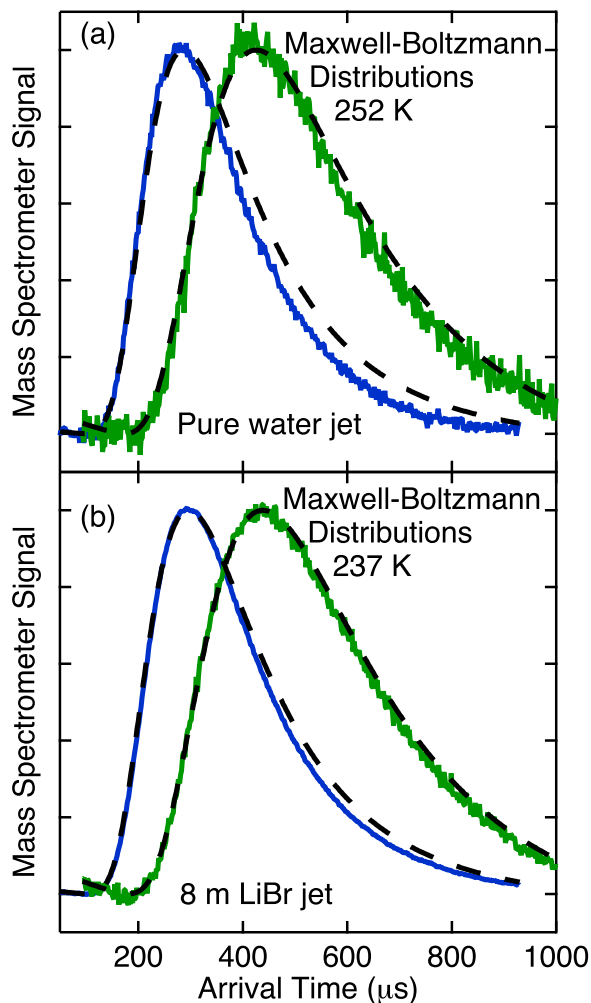 (a)
Maxwell-Boltzmann
Distributions
252 K
Mass Spectrometer Signal
Pure water jet
(b)
Maxwell-Boltzmann
Distributions
237 K
Mass Spectrometer Signal
8 m LiBr jet
200 400 600 800 1000
Arrival Time (μs)